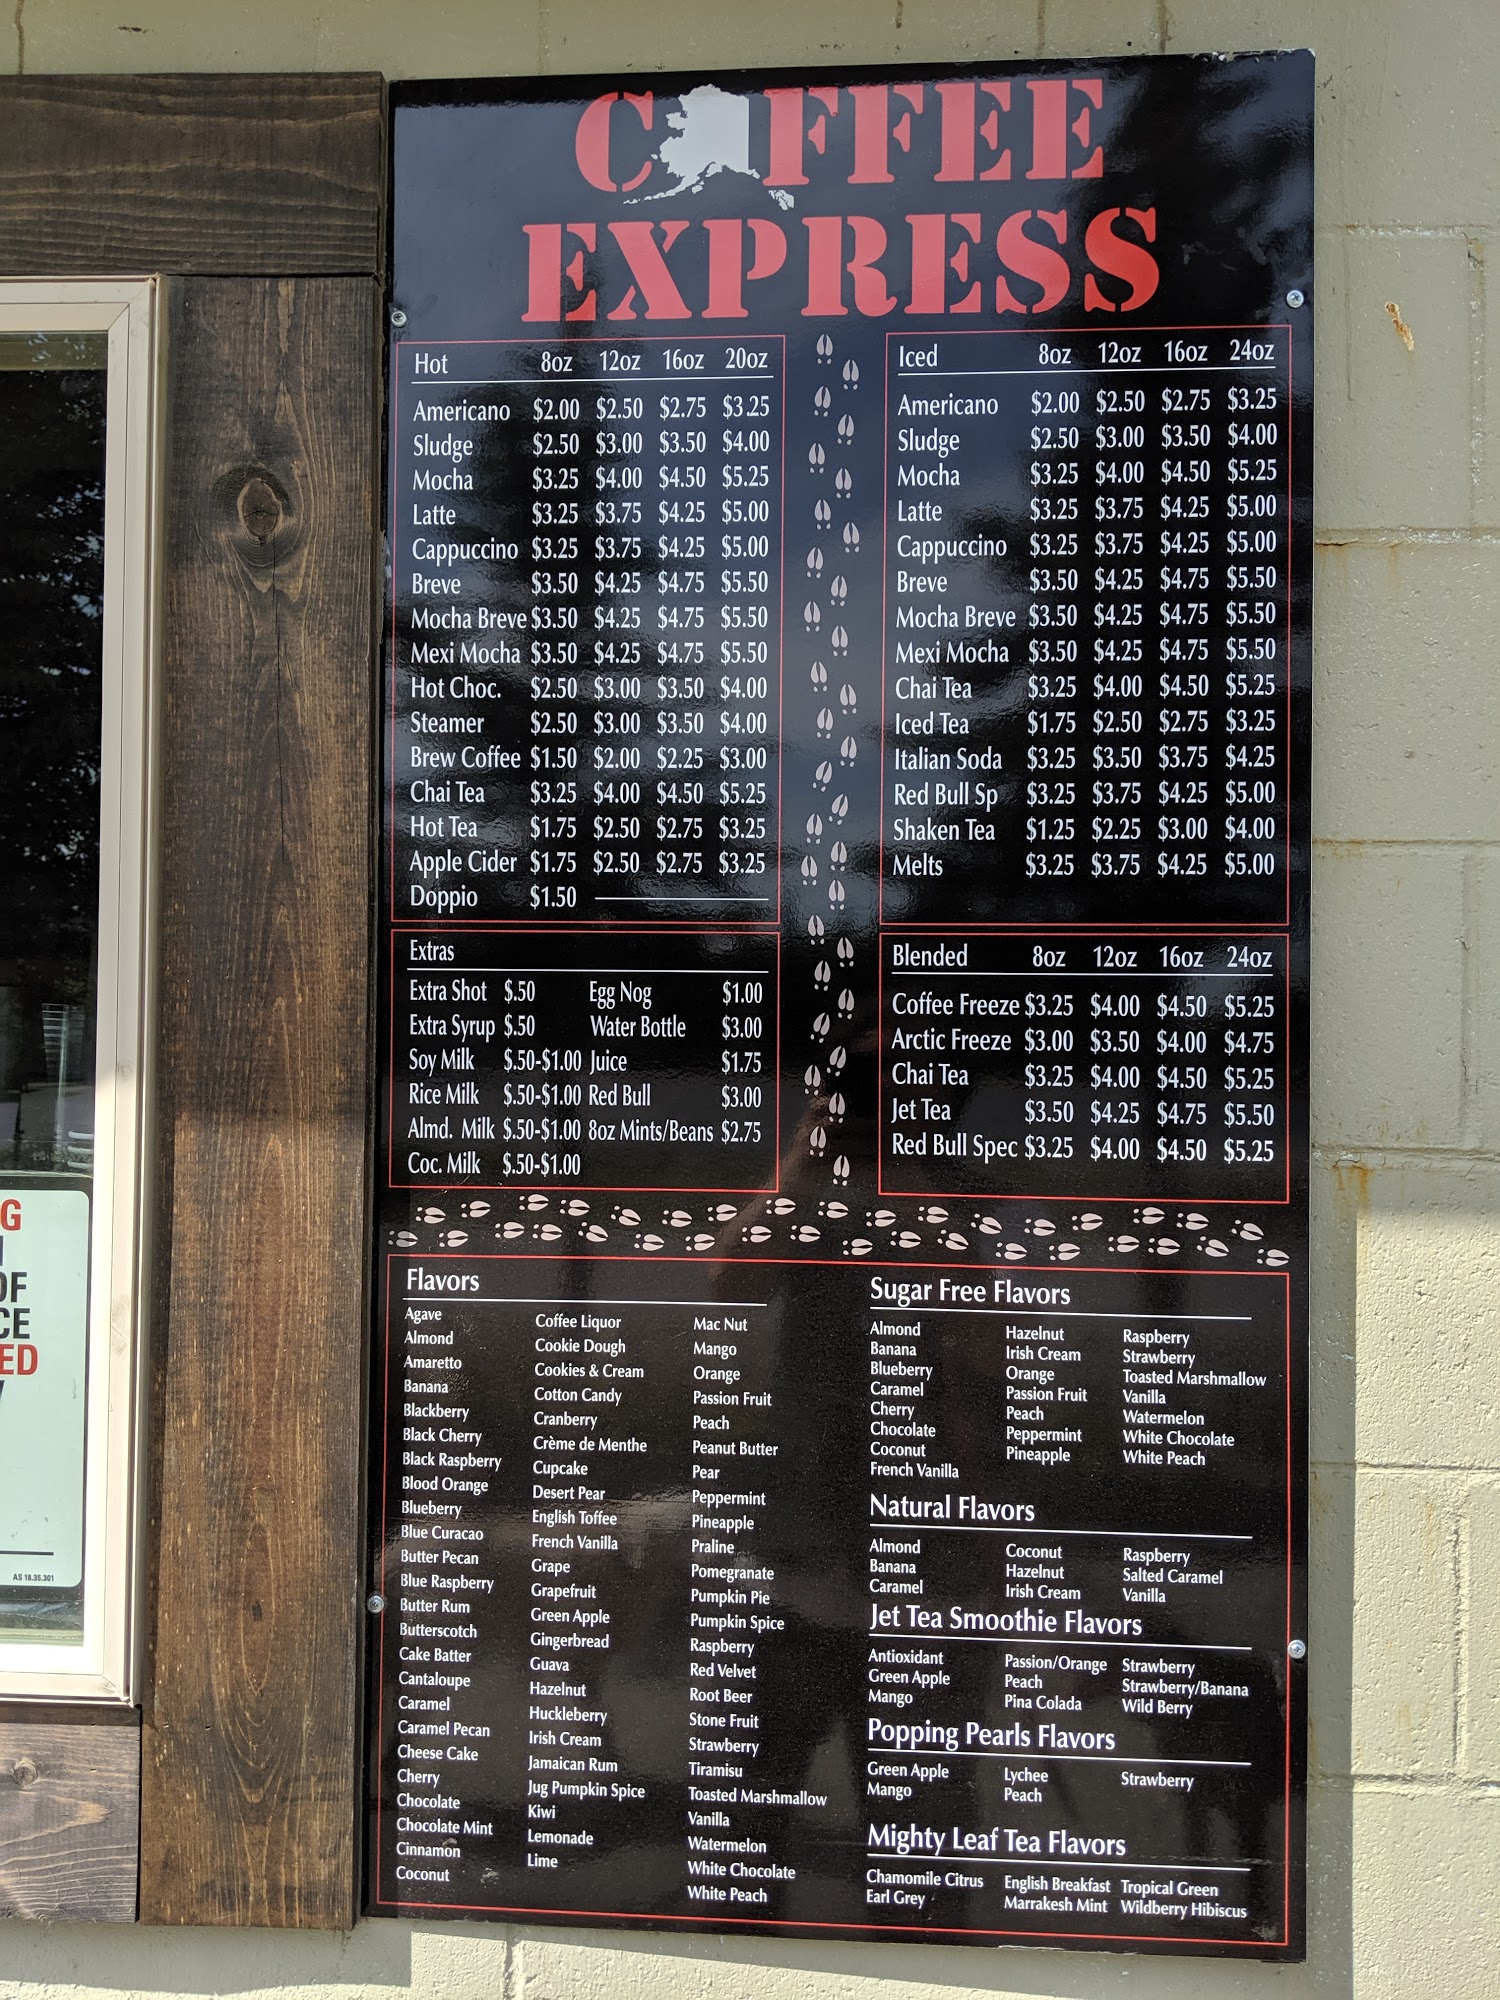 COFFEE
EXPRESS
Hot 8oz 12oz 16oz 20oz
Americano $2.00 $2.50 $2.75 $3.25
Sludge $2.50 $3.00 $3.50 $4.00
Mocha $3.25 $4.00 $4.50 $5.25
Latte $3.25 $3.75 $4.25 $5.00
Cappuccino $3.25 $3.75 $4.25 $5.00
Breve $3.50 $4.25 $4.75 $5.50
Mocha Breve $3.50 $4.25 $4.75 $5.50
Mexi Mocha $3.50 $4.25 $4.75 $5.50
Hot Choc. $2.50 $3.00 $3.50 $4.00
Steamer $2.50 $3.00 $3.50 $4.00
Brew Coffee $1.50 $2.00 $2.25 $3.00
Chai Tea $3.25 $4.00 $4.50 $5.25
Hot Tea $1.75 $2.50 $2.75 $3.25
Apple Cider $1.75 $2.50 $2.75 $3.25
Doppio $1.50
Iced 8oz 12oz 16oz 24oz
Americano $2.00 $2.50 $2.75 $3.25
Sludge $2.50 $3.00 $3.50 $4.00
Mocha $3.25 $4.00 $4.50 $5.25
Latte $3.25 $3.75 $4.25 $5.00
Cappuccino $3.25 $3.75 $4.25 $5.00
Breve $3.50 $4.25 $4.75 $5.50
Mocha Breve $3.50 $4.25 $4.75 $5.50
Mexi Mocha $3.50 $4.25 $4.75 $5.50
Chai Tea $3.25 $4.00 $4.50 $5.25
Iced Tea $1.75 $2.50 $2.75 $3.25
Italian Soda $3.25 $3.50 $3.75 $4.25
Red Bull Sp $3.25 $3.75 $4.25 $5.00
Shaken Tea $1.25 $2.25 $3.00 $4.00
Melts $3.25 $3.75 $4.25 $5.00
Extras
Extra Shot $.50 Egg Nog $1.00
Extra Syrup $.50 Water Bottle $3.00
Soy Milk $.50-$1.00 Juice $1.75
Rice Milk $.50-$1.00 Red Bull $3.00
Almd. Milk $.50-$1.00 8oz Mints/Beans $2.75
Coc. Milk $.50-$1.00
Blended 8oz 12oz 16oz 24oz
Coffee Freeze $3.25 $4.00 $4.50 $5.25
Arctic Freeze $3.00 $3.50 $4.00 $4.75
Chai Tea $3.25 $4.00 $4.50 $5.25
Jet Tea $3.50 $4.25 $4.75 $5.50
Red Bull Spec $3.25 $4.00 $4.50 $5.25
Flavors
Agave
Almond
Amaretto
Banana
Blackberry
Black Cherry
Black Raspberry
Blood Orange
Blueberry
Blue Curacao
Butter Pecan
Blue Raspberry
Butter Rum
Butterscotch
Cake Batter
Cantaloupe
Caramel
Caramel Pecan
Cheese Cake
Cherry
Chocolate
Chocolate Mint
Cinnamon
Coconut
Coffee Liquor
Cookie Dough
Cookies & Cream
Cotton Candy
Cranberry
Crème de Menthe
Cupcake
Desert Pear
English Toffee
French Vanilla
Grape
Grapefruit
Green Apple
Gingerbread
Guava
Hazelnut
Huckleberry
Irish Cream
Jamaican Rum
Jug Pumpkin Spice
Kiwi
Lemonade
Lime
Mac Nut
Mango
Orange
Passion Fruit
Peach
Peanut Butter
Pear
Peppermint
Pineapple
Praline
Pomegranate
Pumpkin Pie
Pumpkin Spice
Raspberry
Red Velvet
Root Beer
Stone Fruit
Strawberry
Tiramisu
Toasted Marshmallow
Vanilla
Watermelon
White Chocolate
White Peach
Sugar Free Flavors
Almond
Banana
Blueberry
Caramel
Cherry
Chocolate
Coconut
French Vanilla
Hazelnut
Irish Cream
Orange
Passion Fruit
Peach
Peppermint
Pineapple
Raspberry
Strawberry
Toasted Marshmallow
Vanilla
Watermelon
White Chocolate
White Peach
Natural Flavors
Almond
Banana
Caramel
Coconut
Hazelnut
Irish Cream
Raspberry
Salted Caramel
Vanilla
Jet Tea Smoothie Flavors
Antioxidant
Green Apple
Mango
Passion/Orange
Peach
Pina Colada
Strawberry
Strawberry/Banana
Wild Berry
Popping Pearls Flavors
Green Apple
Mango
Lychee
Peach
Strawberry
Mighty Leaf Tea Flavors
Chamomile Citrus
Earl Grey
English Breakfast
Marrakesh Mint
Tropical Green
Wildberry Hibiscus
G
OF
CE
ED
AS 18.35.301